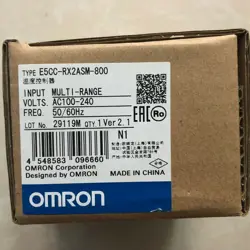 TYPE E5CC-RX2ASM-800
温度控制器
INPUT MULTI-RANGE
VOLTS. AC100-240
FREQ. 50/60Hz
LOT No 29119M QTY.1 Ver 2.1
N1
4 548583 096660
OMRON Corporation
Designed by OMRON
MADE IN CHINA
EAC
OMRON